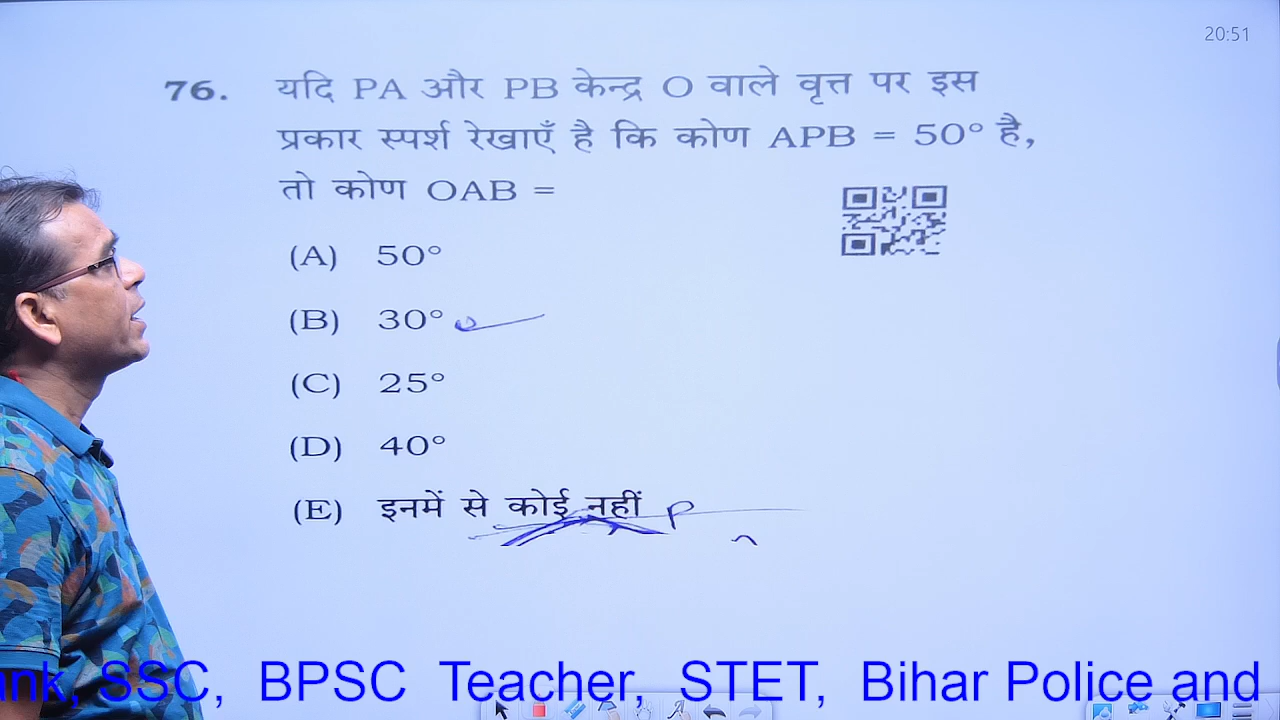 20:51
76. यदि PA और PB केन्द्र O वाले वृत्त पर इस
प्रकार स्पर्श रेखाएँ है कि कोण APB = 50° है,
तो कोण OAB =
(A) 50°
(B) 30°
(C) 25°
(D) 40°
(E) इनमें से कोई नहीं P
ank, SSC, BPSC Teacher, STET, Bihar Police and